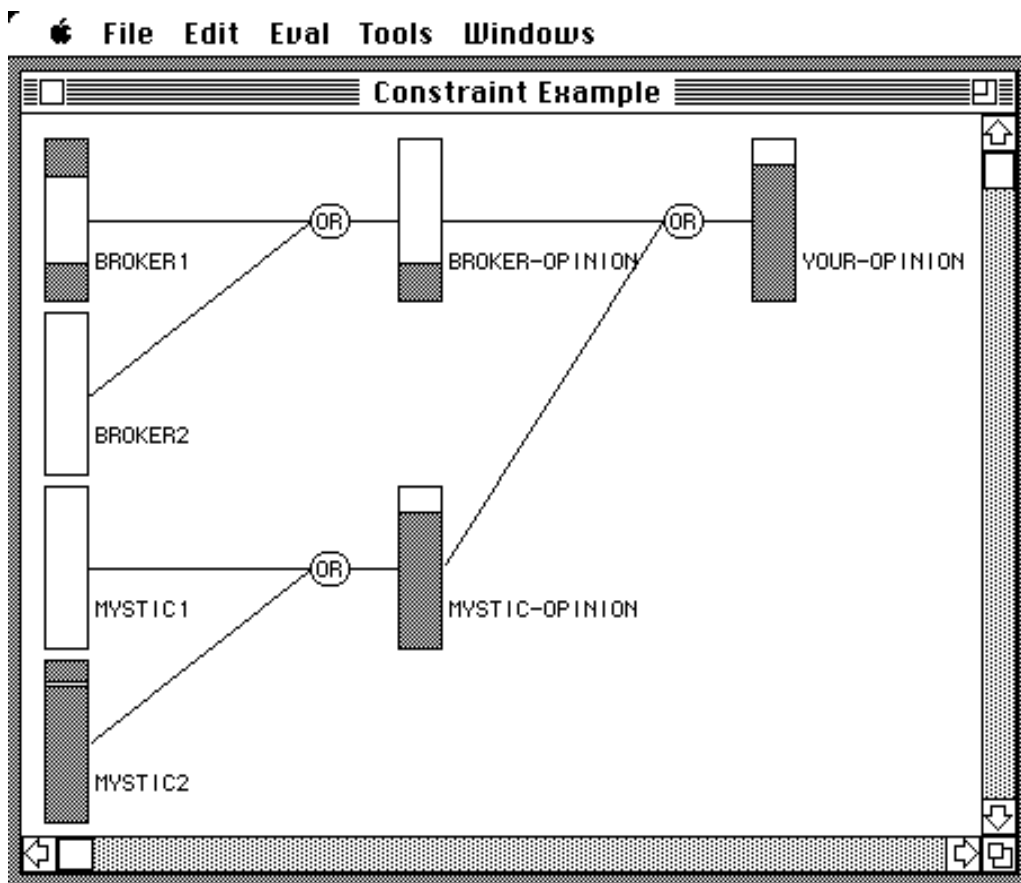 File Edit Eval Tools Windows
Constraint Example
OR
OR
BROKER1
BROKER-OPINION
YOUR-OPINION
BROKER2
OR
MYSTIC1
MYSTIC-OPINION
MYSTIC2